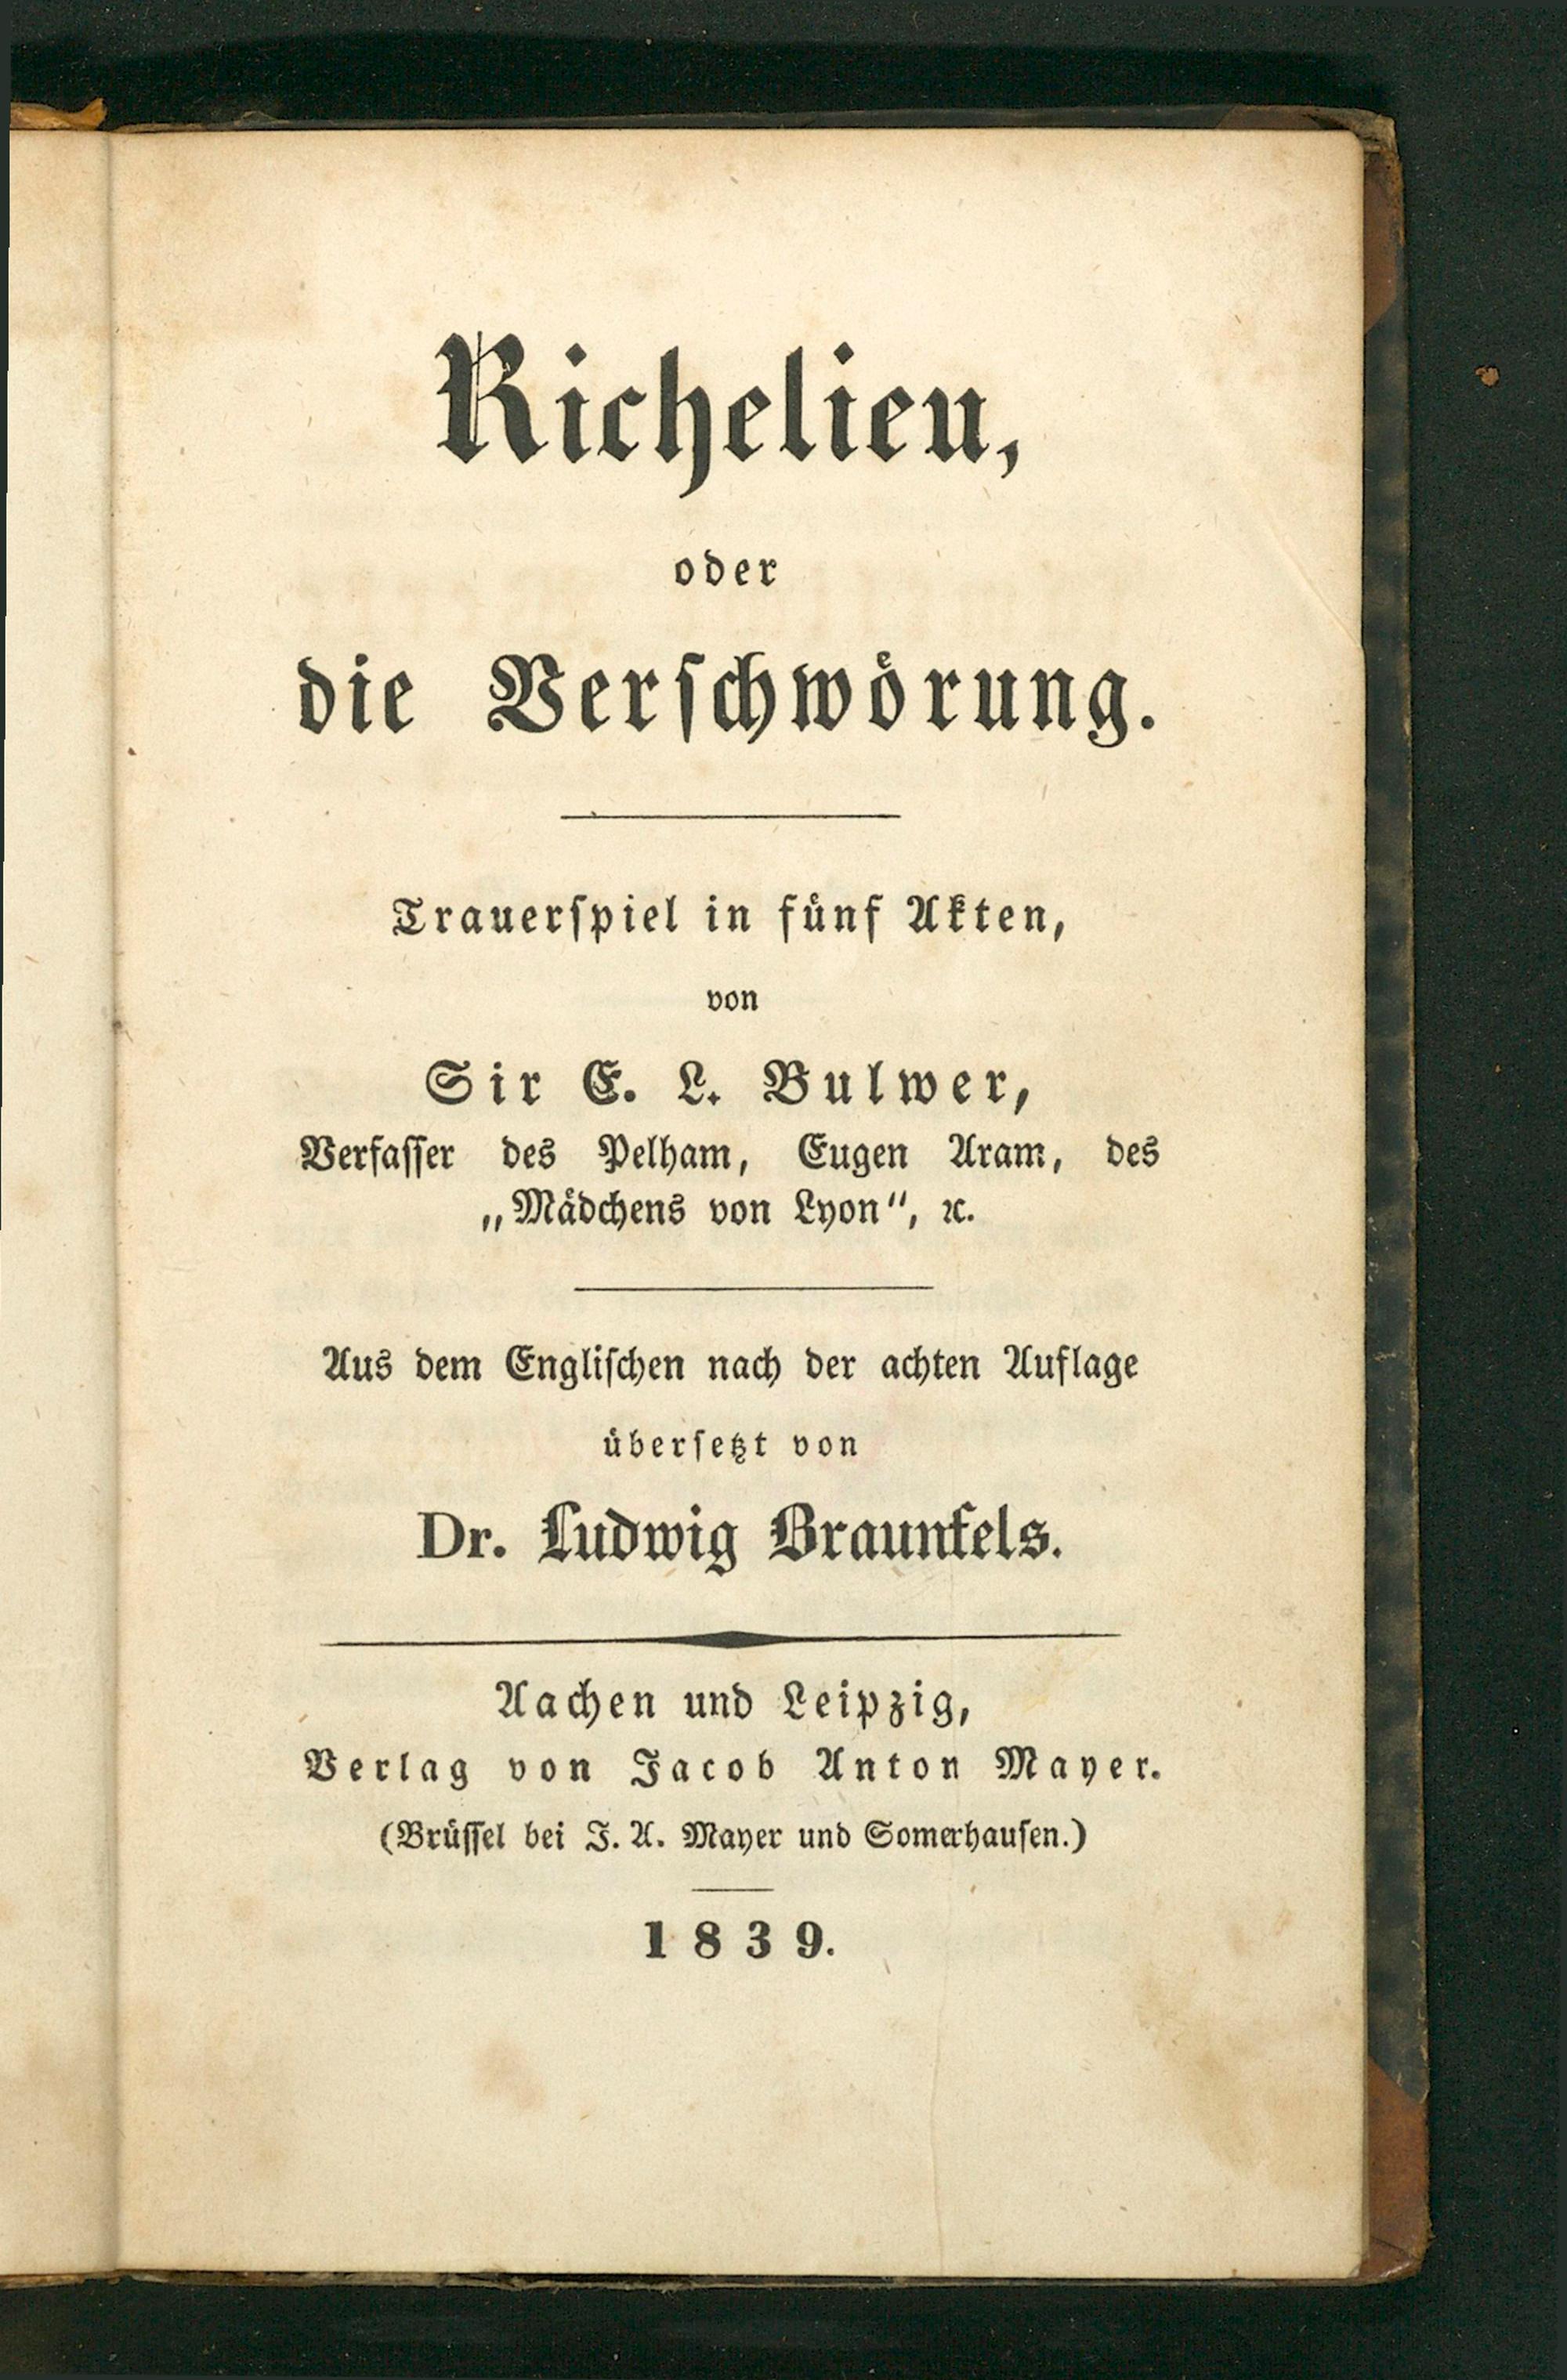 Richelieu,
oder
die Verschwörung.
Trauerspiel in fünf Akten,
von
Sir E. L. Bulwer,
Verfasser des Pelham, Eugen Aram, des
„Mädchens von Lyon“, ꝛc.
Aus dem Englischen nach der achten Auflage
übersetzt von
Dr. Ludwig Braunfels.
Aachen und Leipzig,
Verlag von Jacob Anton Mayer.
(Brüssel bei J. A. Mayer und Somerhausen.)
1839.